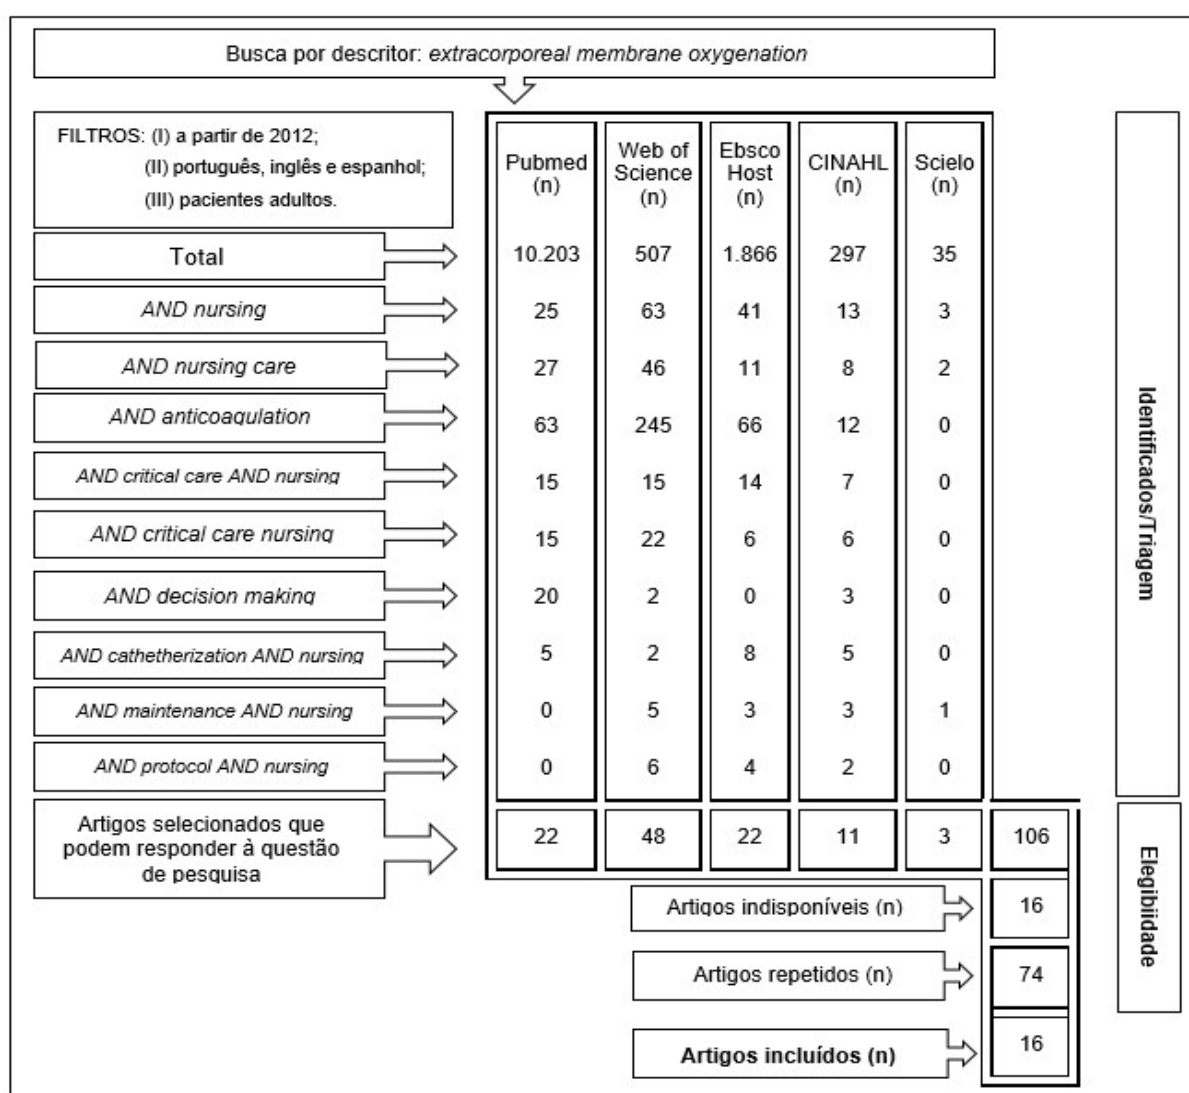 Busca por descritor: extracorporeal membrane oxygenation
FILTROS: (I) a partir de 2012;
(II) português, inglês e espanhol;
(III) pacientes adultos.
Pubmed
(n)
Web of
Science
(n)
Ebsco
Host
(n)
CINAHL
(n)
Scielo
(n)
Total 10.203 507 1.866 297 35
AND nursing 25 63 41 13 3
AND nursing care 27 46 11 8 2
AND anticoagulation 63 245 66 12 0
AND critical care AND nursing 15 15 14 7 0
AND critical care nursing 15 22 6 6 0
AND decision making 20 2 0 3 0
AND cathetherization AND nursing 5 2 8 5 0
AND maintenance AND nursing 0 5 3 3 1
AND protocol AND nursing 0 6 4 2 0
Identificados/Triagem
Artigos selecionados que
podem responder à questão
de pesquisa
22 48 22 11 3 106
Artigos indisponíveis (n) 16
Artigos repetidos (n) 74
Artigos incluídos (n) 16
Elegibiidade